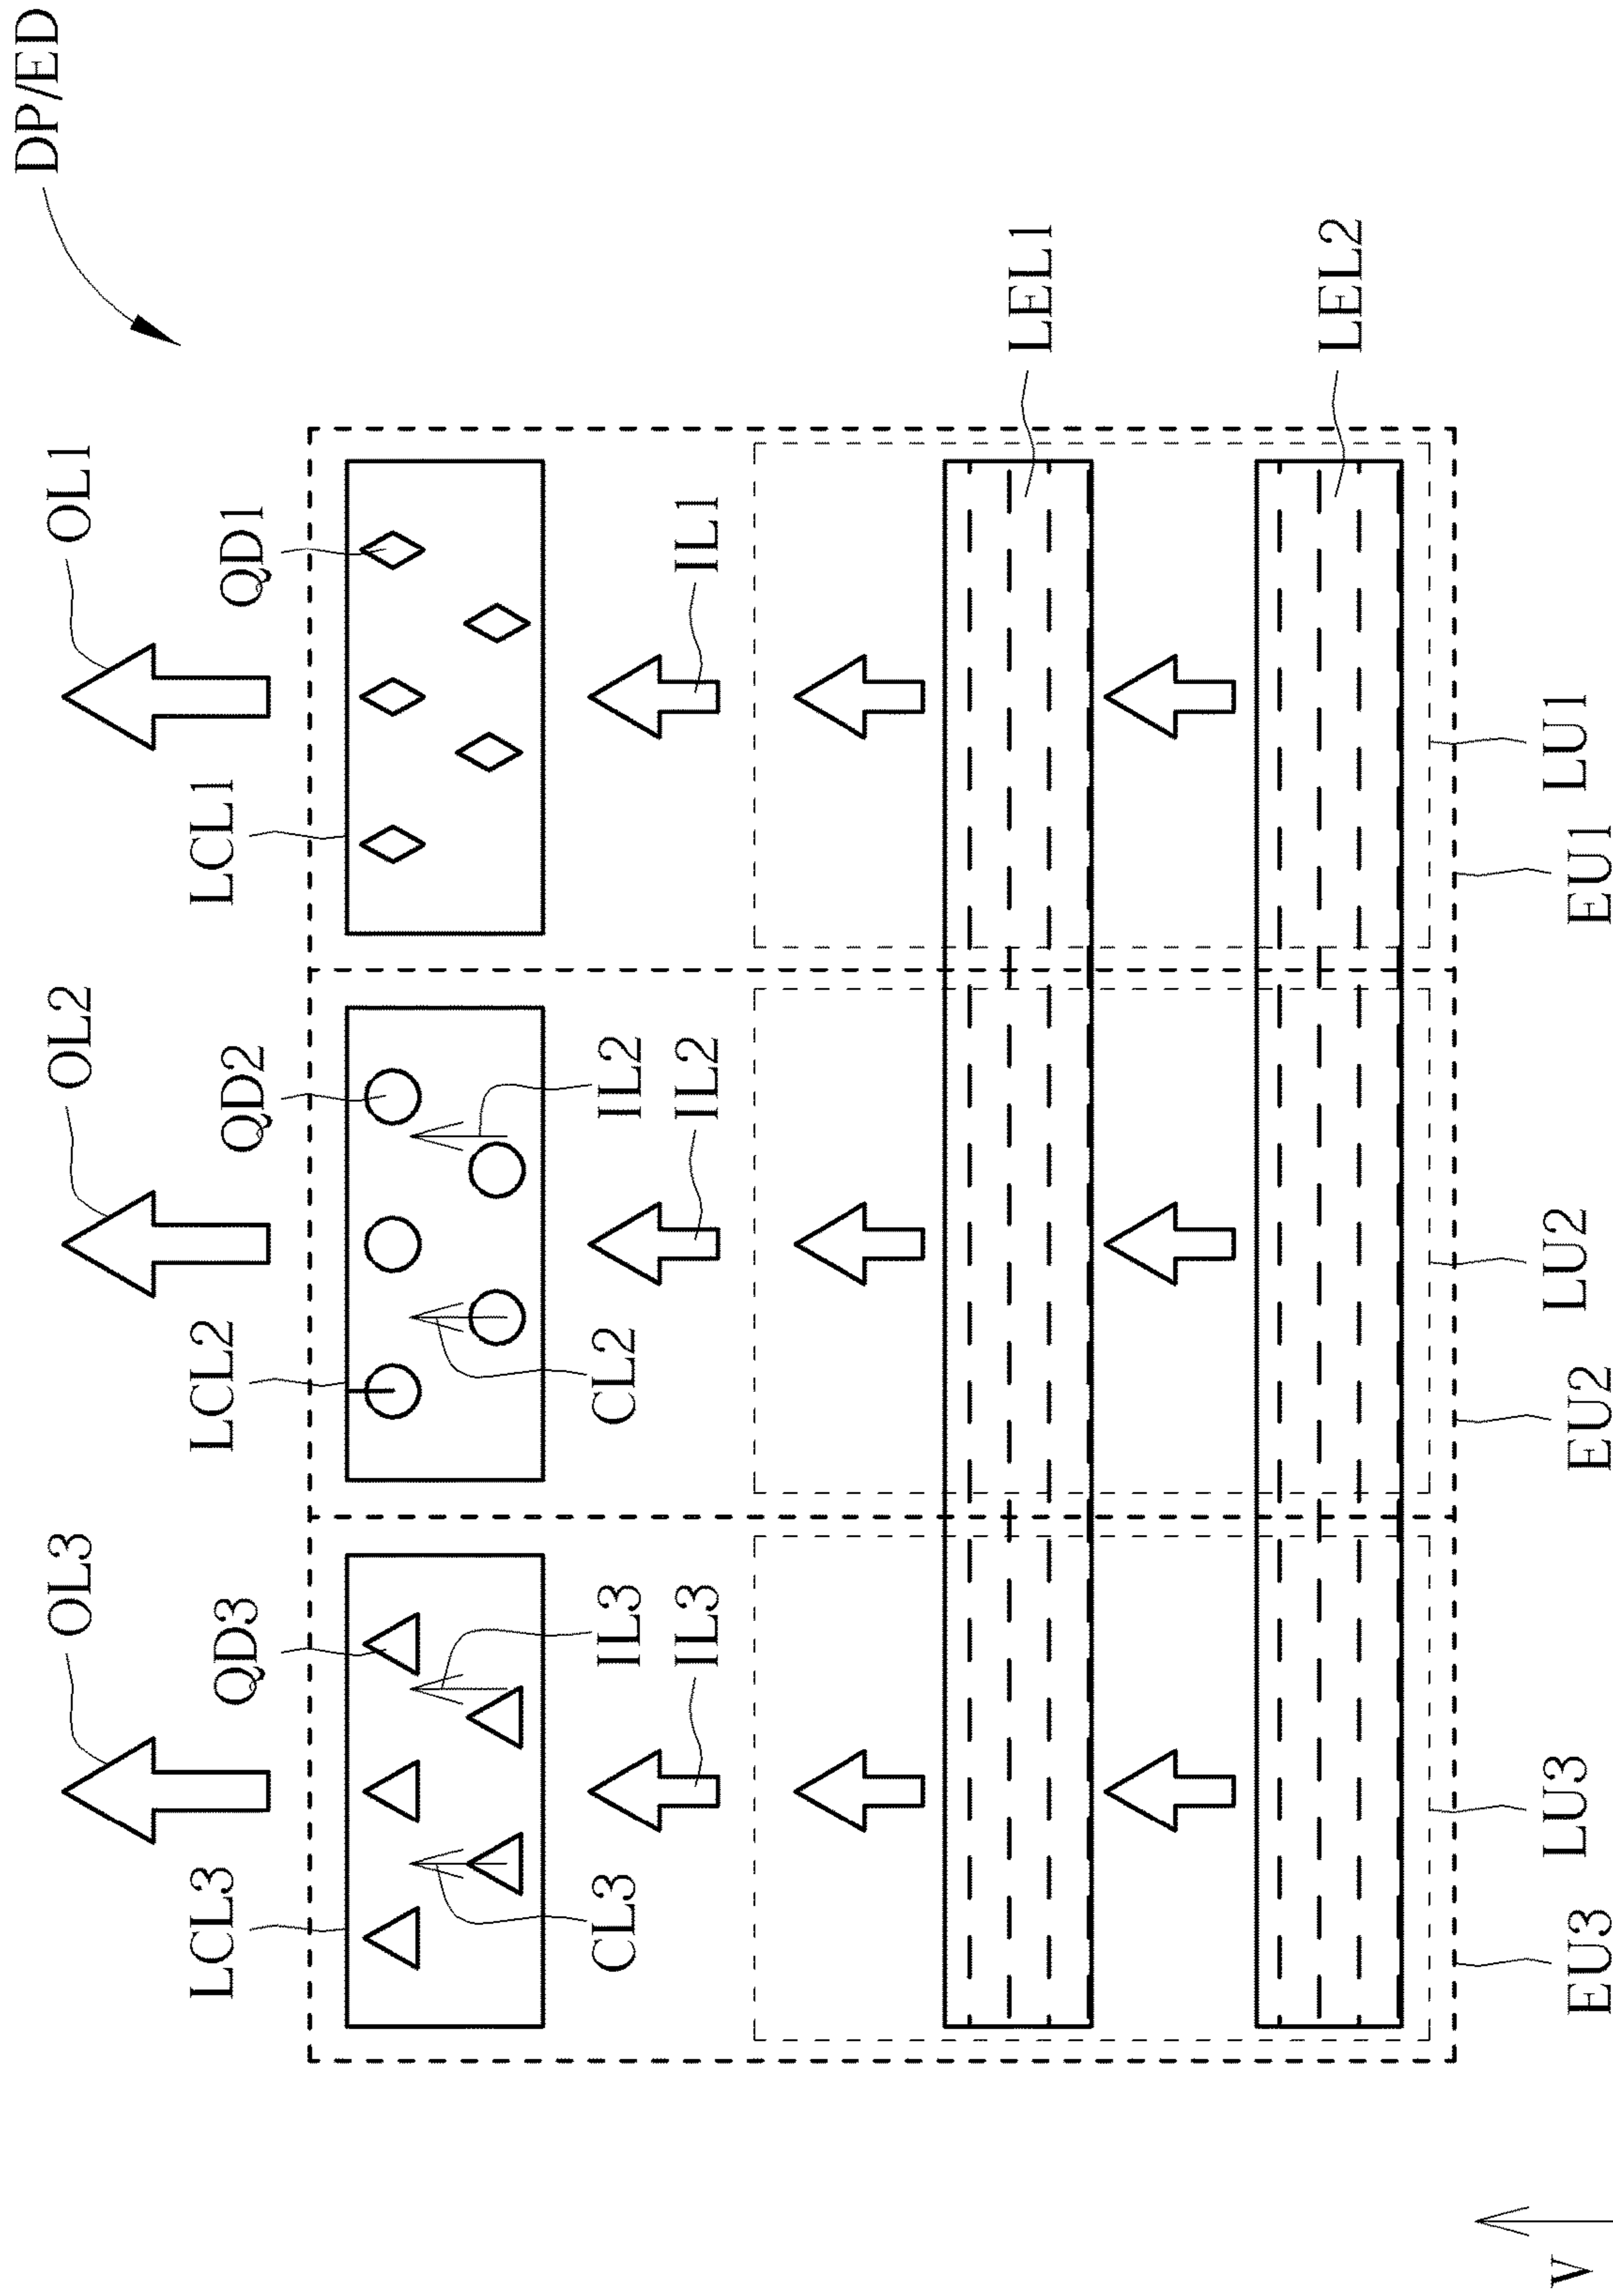 DP/ED
OL3 OL2 OL1
LCL3 QD3 LCL2 QD2 LCL1 QD1
CL3 IL3 CL2 IL2
IL3 IL2 IL1
LEL1
LEL2
V
LU3 LU2 LU1
EU3 EU2 EU1